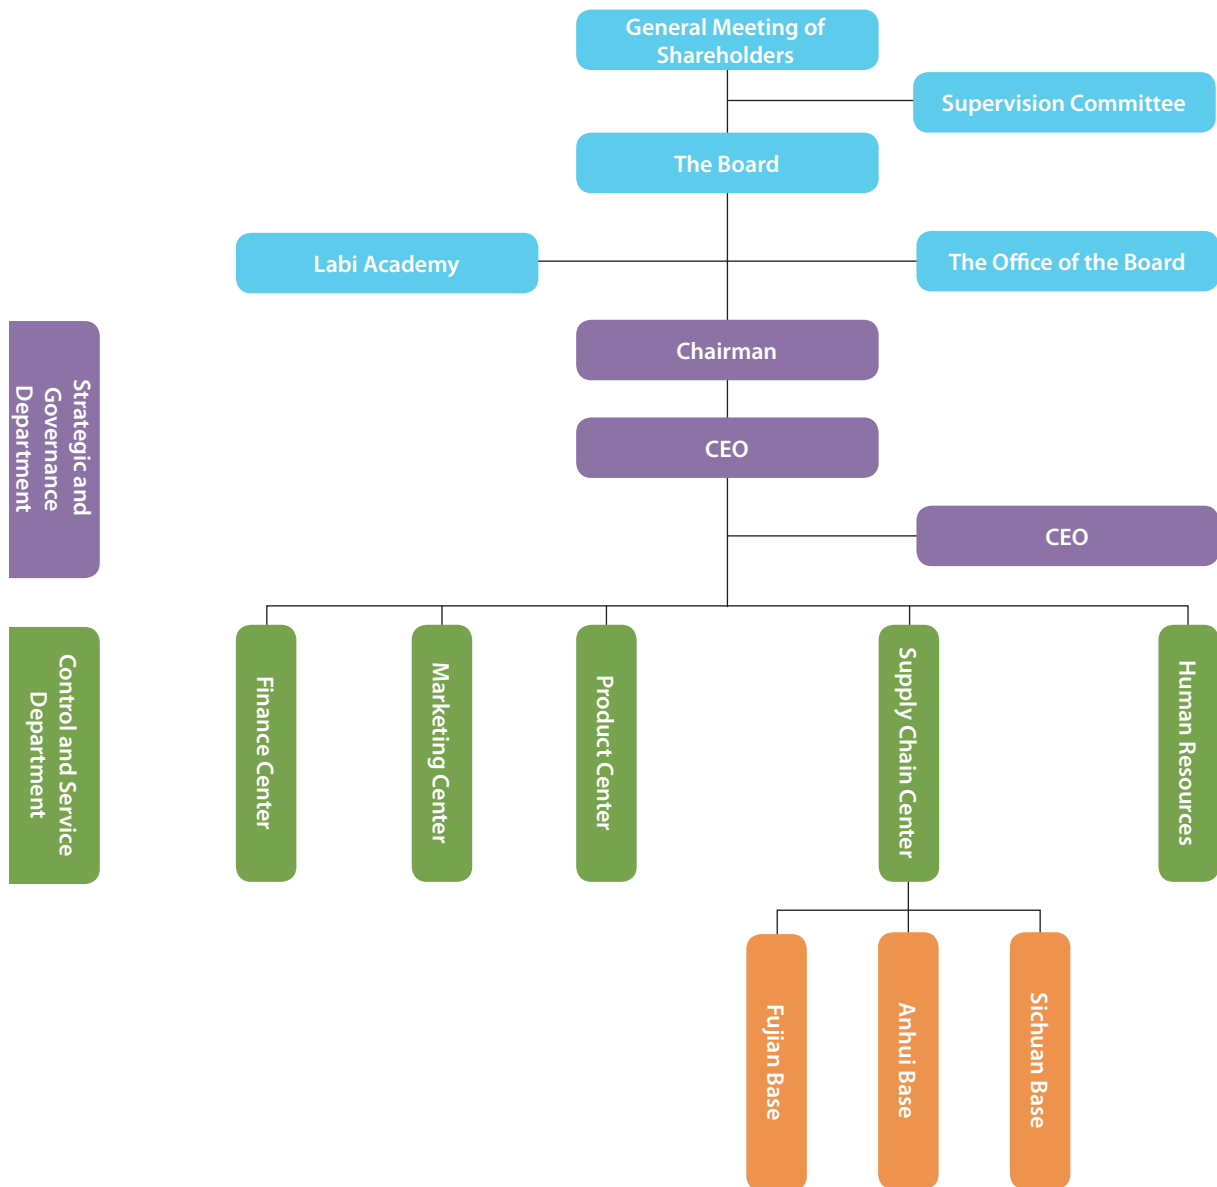 General Meeting of
Shareholders
Supervision Committee
The Board
Labi Academy
The Office of the Board
Chairman
Strategic and
Governance
Department
CEO
CEO
Control and Service
Department
Finance Center
Marketing Center
Product Center
Supply Chain Center
Human Resources
Fujian Base
Anhui Base
Sichuan Base